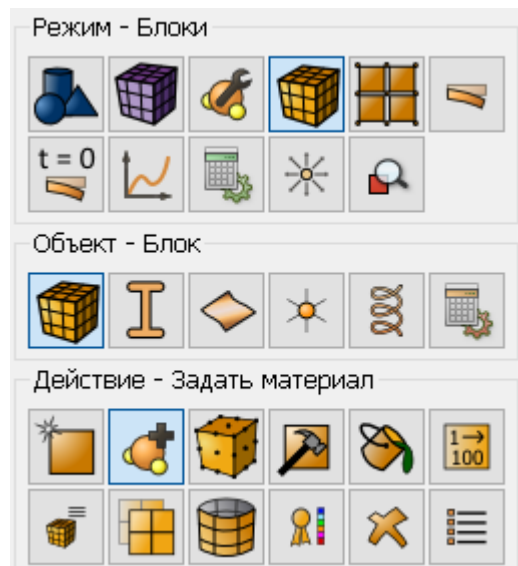 Режим - Блоки
t = 0
Объект - Блок
Действие - Задать материал
1→
100